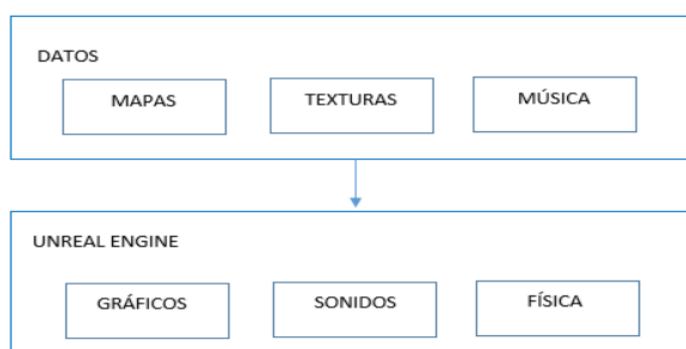 DATOS
MAPAS
TEXTURAS
MÚSICA
UNREAL ENGINE
GRÁFICOS
SONIDOS
FÍSICA